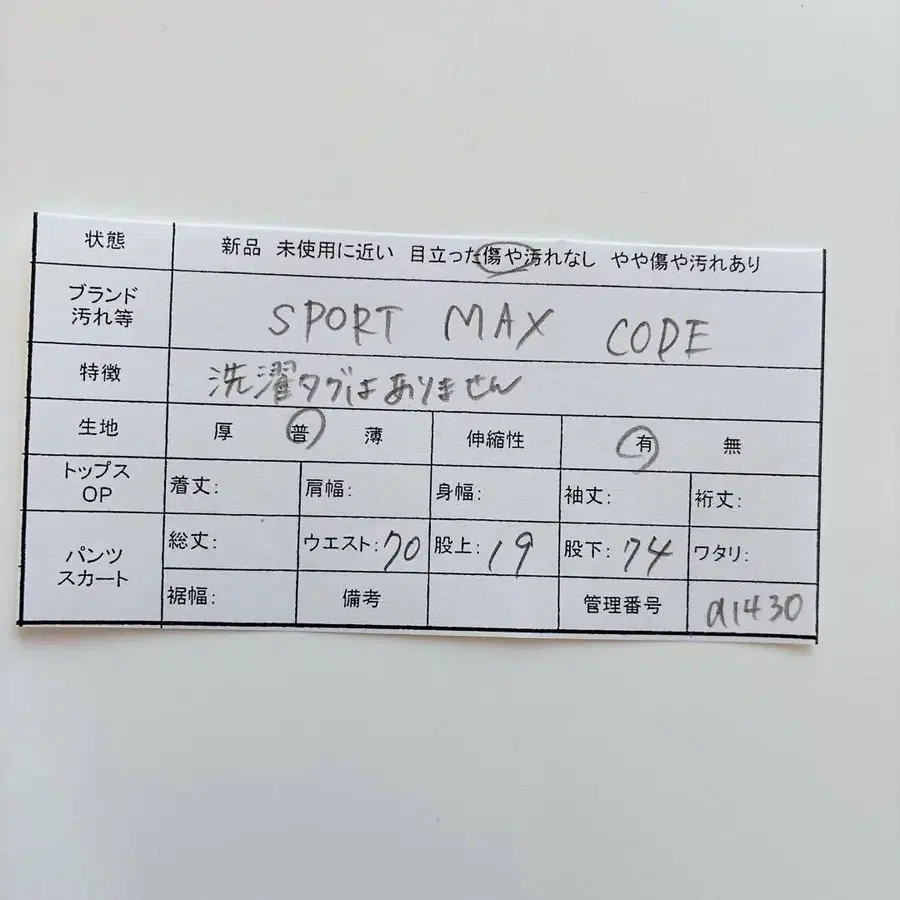 状態 新品 未使用に近い 目立った傷や汚れなし やや傷や汚れあり
ブランド
汚れ等 SPORT MAX CODE
特徴 洗濯タグはありません
生地 厚 普 薄 伸縮性 有 無
トップス
OP 着丈: 肩幅: 身幅: 袖丈: 裄丈:
パンツ
スカート 総丈: ウエスト:70 股上:19 股下:74 ワタリ:
裾幅: 備考 管理番号 a1430